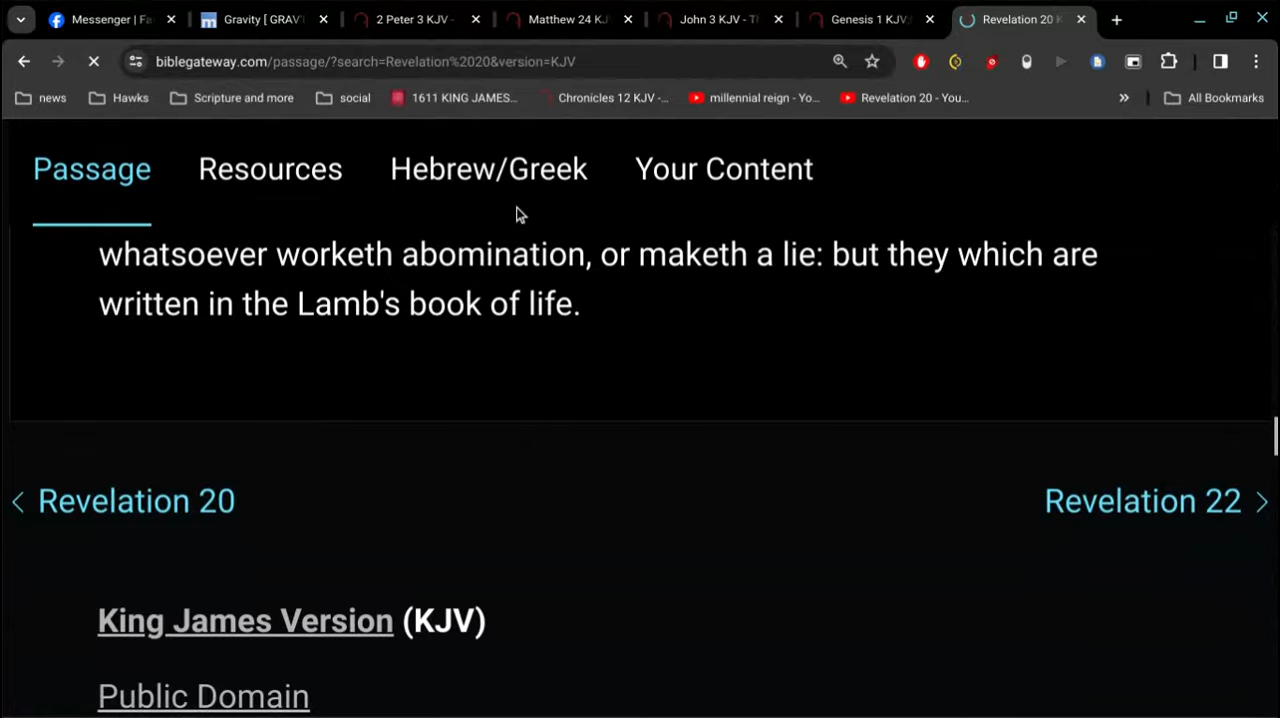 Messenger | Fa
Gravity [ GRAV'I
2 Peter 3 KJV -
Matthew 24 KJ
John 3 KJV - Th
Genesis 1 KJV
Revelation 20 K
biblegateway.com/passage/?search=Revelation%2020&version=KJV
news
Hawks
Scripture and more
social
1611 KING JAMES...
Chronicles 12 KJV -...
millennial reign - Yo...
Revelation 20 - You...
»
All Bookmarks
Passage
Resources
Hebrew/Greek
Your Content
whatsoever worketh abomination, or maketh a lie: but they which are
written in the Lamb's book of life.
Revelation 20
Revelation 22
King James Version (KJV)
Public Domain